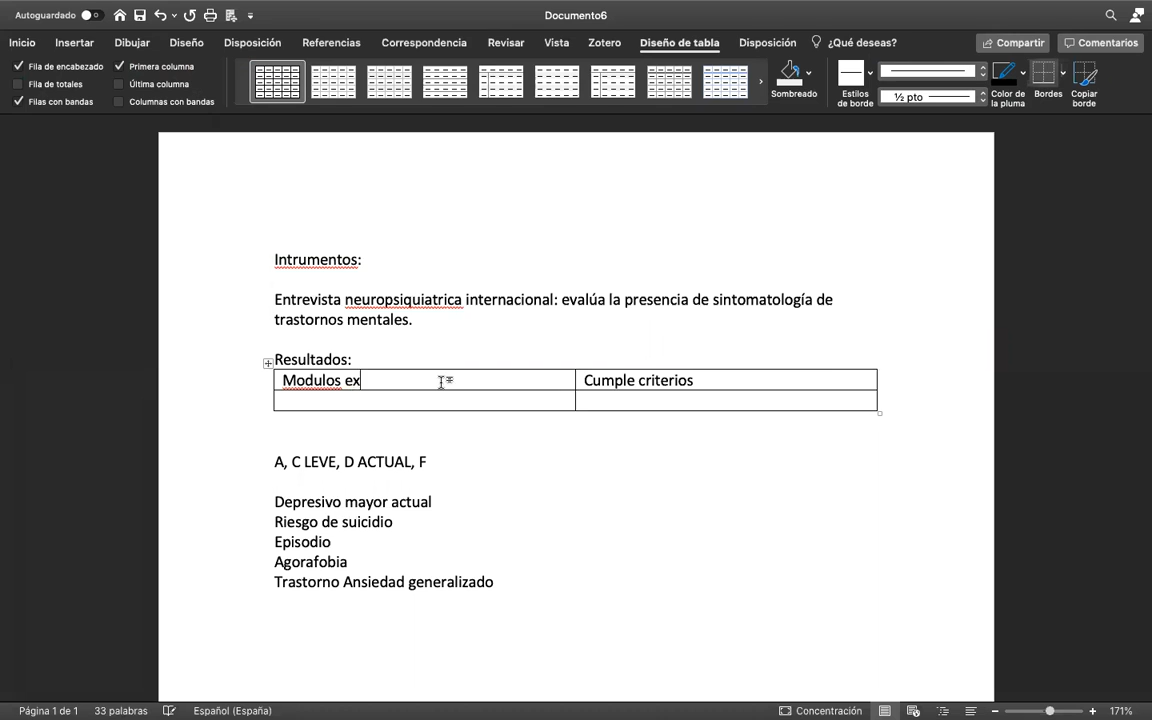 Autoguardado
Documento6
Inicio Insertar Dibujar Diseño Disposición Referencias Correspondencia Revisar Vista Zotero Diseño de tabla Disposición ¿Qué deseas? Compartir Comentarios
Fila de encabezado Primera columna
Fila de totales Última columna
Filas con bandas Columnas con bandas
Sombreado
Estilos de borde
½ pto
Color de la pluma
Bordes
Copiar borde
Intrumentos:
Entrevista neuropsiquiatrica internacional: evalúa la presencia de sintomatología de
trastornos mentales.
Resultados:
Modulos ex Cumple criterios
A, C LEVE, D ACTUAL, F
Depresivo mayor actual
Riesgo de suicidio
Episodio
Agorafobia
Trastorno Ansiedad generalizado
Página 1 de 1 33 palabras Español (España) Concentración 171%